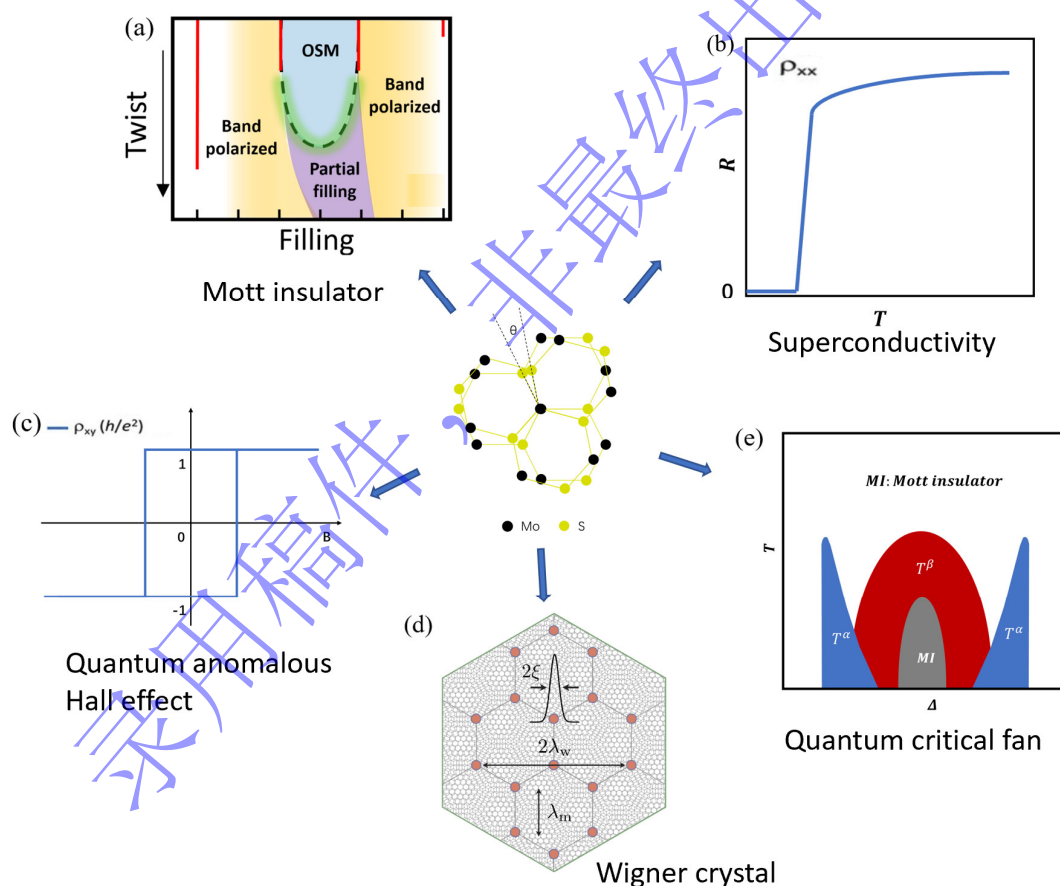 (a)
OSM
Band
polarized
Band
polarized
Partial
filling
Twist
Filling
Mott insulator
(b)
ρxx
R
0
T
Superconductivity
θ
Mo
S
(c)
ρxy (h/e²)
1
0
B
-1
Quantum anomalous
Hall effect
(d)
2ξ
2λw
λm
Wigner crystal
(e)
MI: Mott insulator
T
Tβ
Tα
Tα
MI
Δ
Quantum critical fan
录用稿件，非最终出